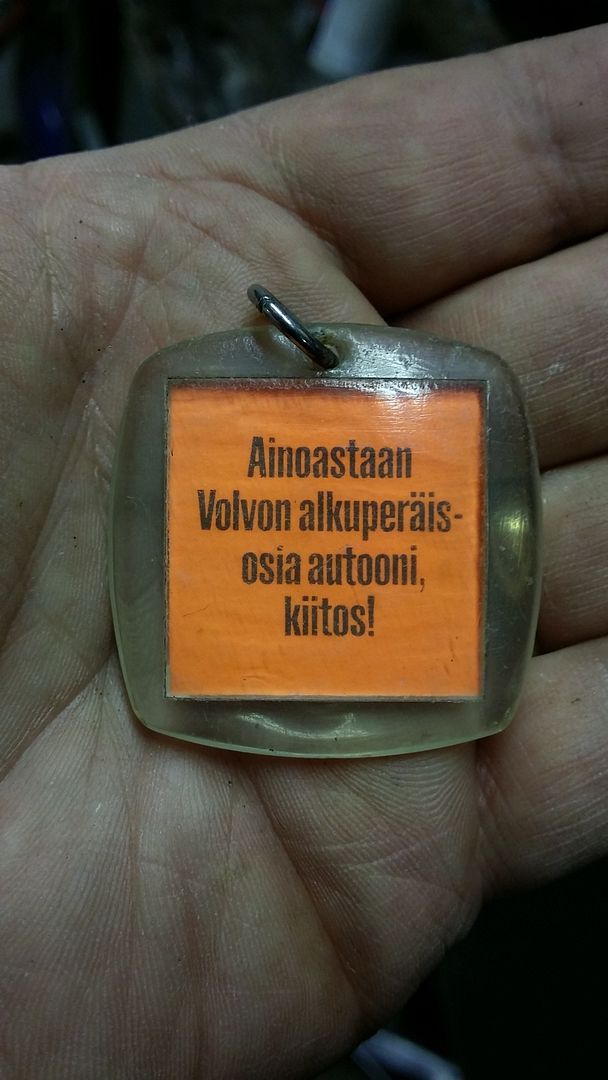 Ainoastaan
Volvon alkuperäis-
osia autooni,
kiitos!